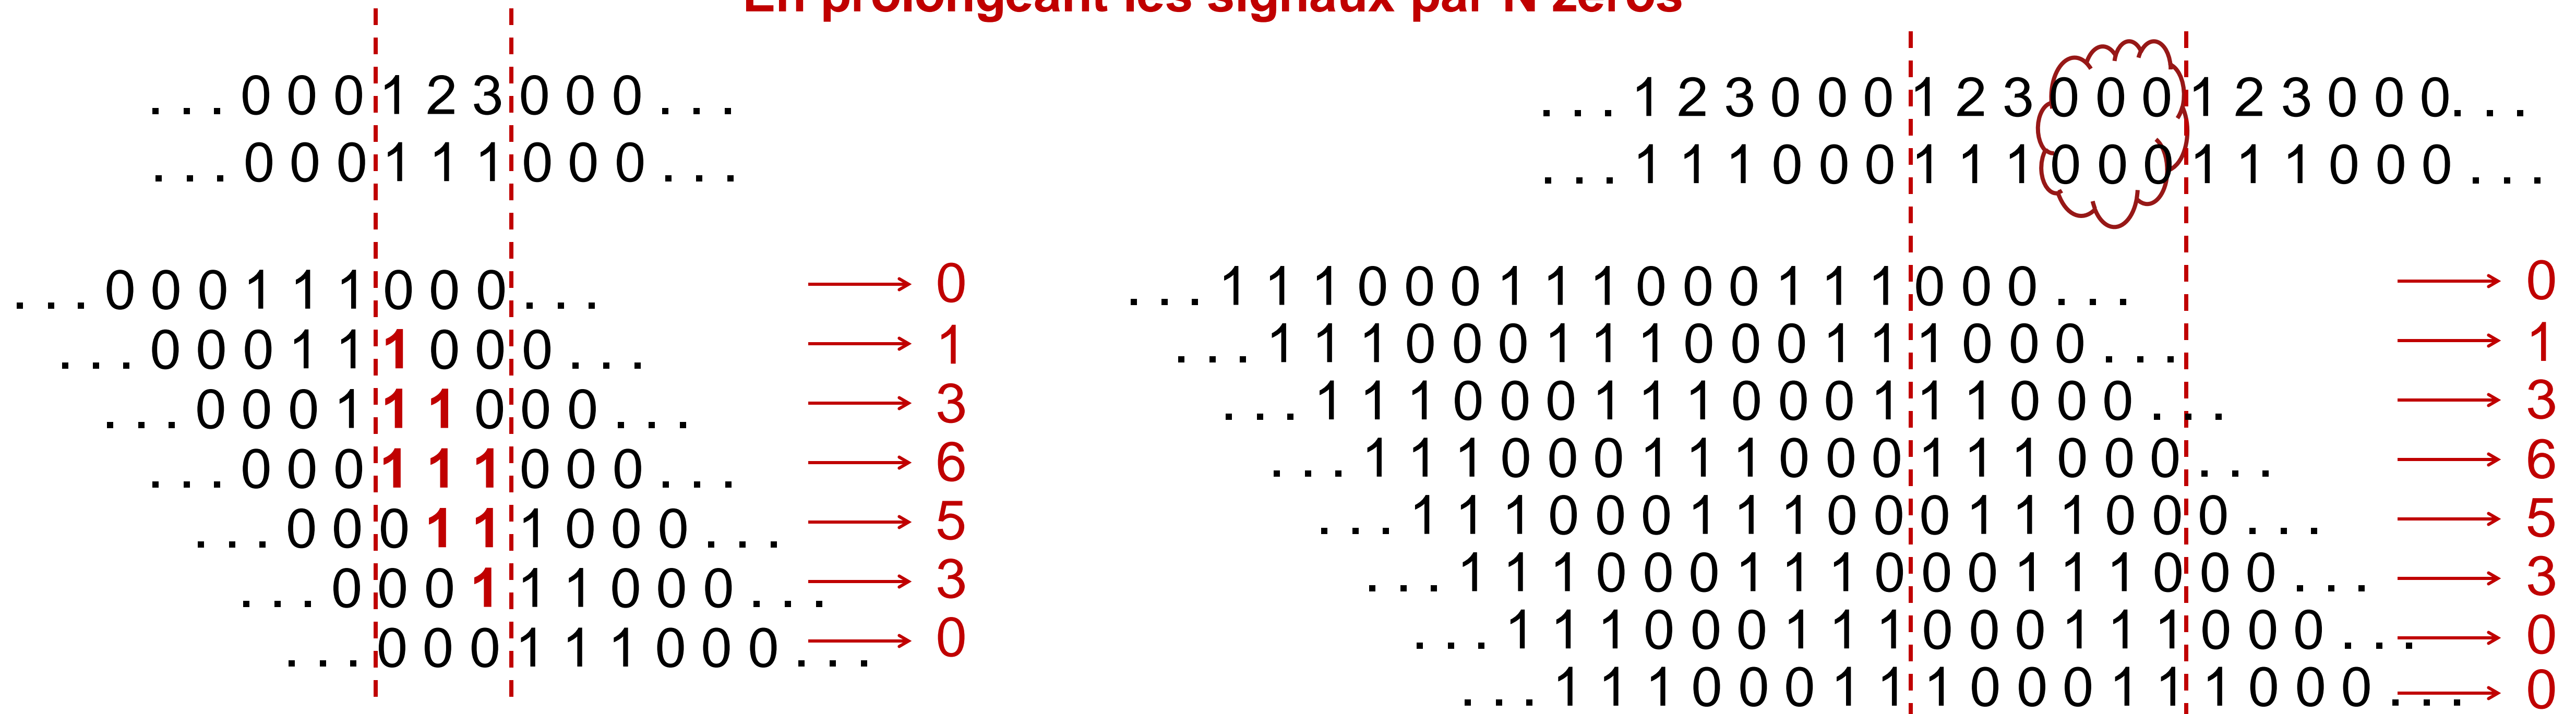 En prolongeant les signaux par N zéros
. . . 0 0 0 1 2 3 0 0 0 . . .
. . . 0 0 0 1 1 1 0 0 0 . . .
. . . 0 0 0 1 1 1 0 0 0 . . . 0
. . . 0 0 0 1 1 1 0 0 0 . . . 1
. . . 0 0 0 1 1 1 0 0 0 . . . 3
. . . 0 0 0 1 1 1 0 0 0 . . . 6
. . . 0 0 0 1 1 1 0 0 0 . . . 5
. . . 0 0 0 1 1 1 0 0 0 . . . 3
. . . 0 0 0 1 1 1 0 0 0 . . . 0
. . . 1 2 3 0 0 0 1 2 3 0 0 0 1 2 3 0 0 0. . .
. . . 1 1 1 0 0 0 1 1 1 0 0 0 1 1 1 0 0 0 . . .
. . . 1 1 1 0 0 0 1 1 1 0 0 0 1 1 1 0 0 0 . . . 0
. . . 1 1 1 0 0 0 1 1 1 0 0 0 1 1 1 0 0 0 . . . 1
. . . 1 1 1 0 0 0 1 1 1 0 0 0 1 1 1 0 0 0 . . . 3
. . . 1 1 1 0 0 0 1 1 1 0 0 0 1 1 1 0 0 0 . . . 6
. . . 1 1 1 0 0 0 1 1 1 0 0 0 1 1 1 0 0 0 . . . 5
. . . 1 1 1 0 0 0 1 1 1 0 0 0 1 1 1 0 0 0 . . . 3
. . . 1 1 1 0 0 0 1 1 1 0 0 0 1 1 1 0 0 0 . . . 0
. . . 1 1 1 0 0 0 1 1 1 0 0 0 1 1 1 0 0 0 . . . 0